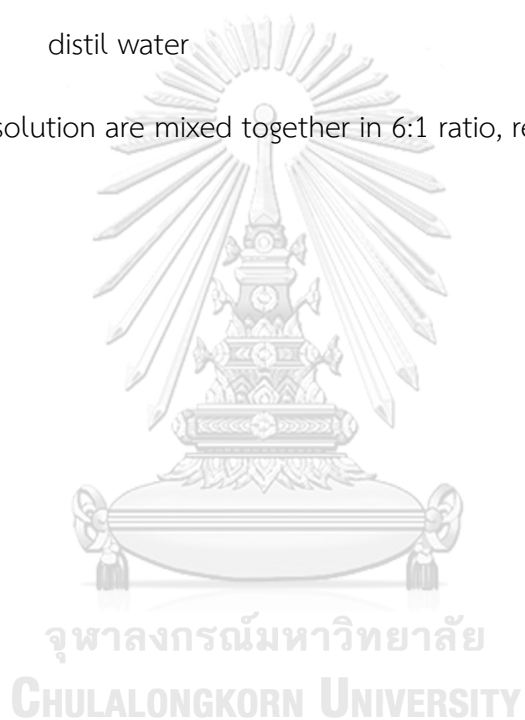 distil water
solution are mixed together in 6:1 ratio, re
จุฬาลงกรณ์มหาวิทยาลัย
CHULALONGKORN UNIVERSITY